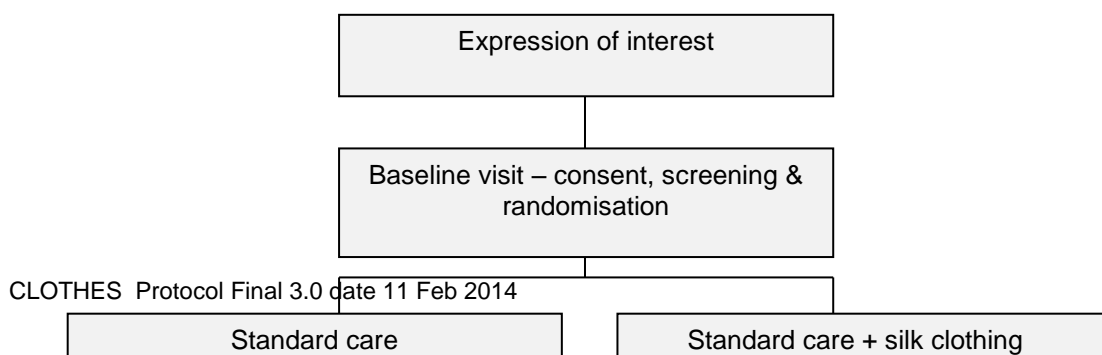 Expression of interest
Baseline visit – consent, screening &
randomisation
CLOTHES Protocol Final 3.0 date 11 Feb 2014
Standard care
Standard care + silk clothing